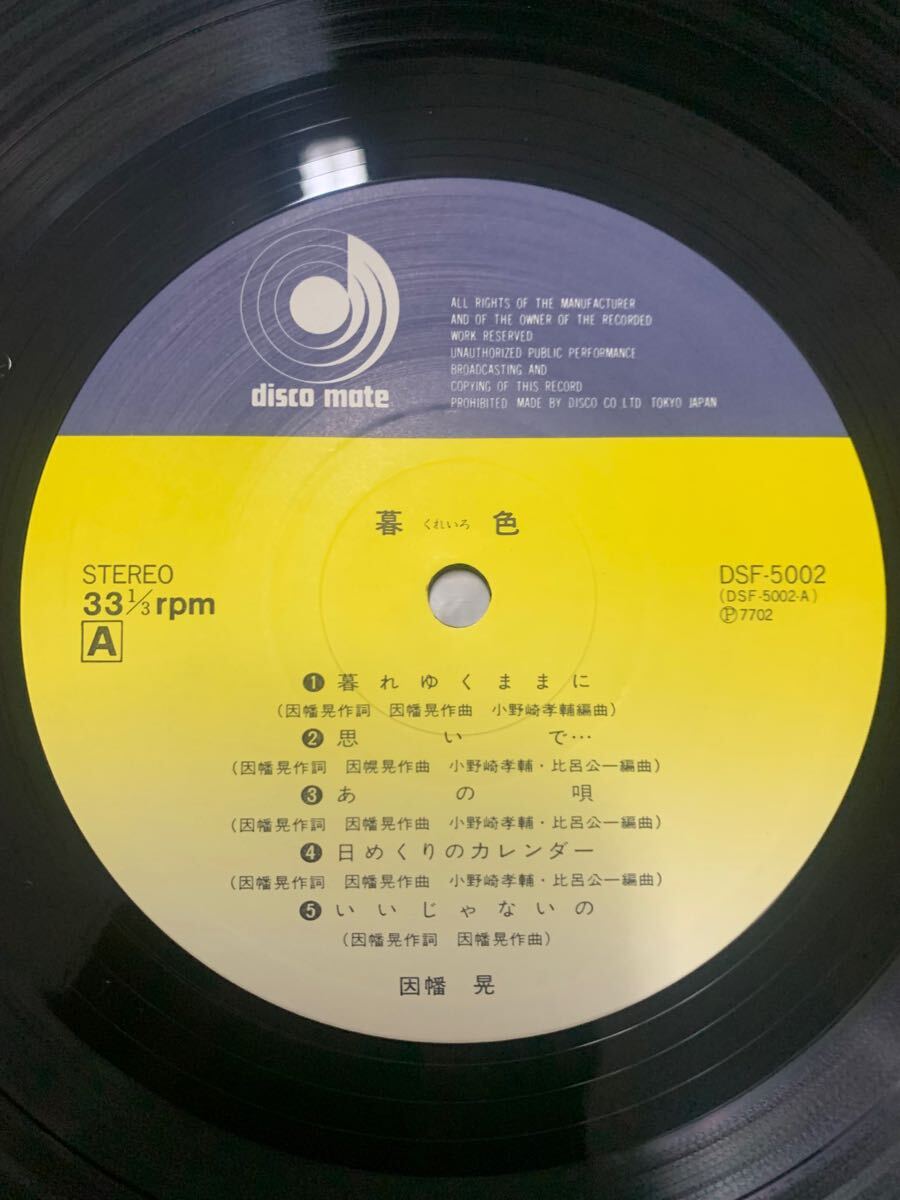 disco mate
ALL RIGHTS OF THE MANUFACTURER
AND OF THE OWNER OF THE RECORDED
WORK RESERVED
UNAUTHORIZED PUBLIC PERFORMANCE
BROADCASTING AND
COPYING OF THIS RECORD
PROHIBITED MADE BY DISCO CO LTD TOKYO JAPAN
暮 くれいろ 色
STEREO
33 1/3 rpm
A
DSF-5002
(DSF-5002-A)
Ⓟ7702
❶ 暮れゆくままに
(因幡晃作詞 因幡晃作曲 小野崎孝輔編曲)
❷ 思いで…
(因幡晃作詞 因幌晃作曲 小野崎孝輔・比呂公一編曲)
❸ あの唄
(因幡晃作詞 因幡晃作曲 小野崎孝輔・比呂公一編曲)
❹ 日めくりのカレンダー
(因幡晃作詞 因幡晃作曲 小野崎孝輔・比呂公一編曲)
❺ いいじゃないの
(因幡晃作詞 因幡晃作曲)
因幡 晃